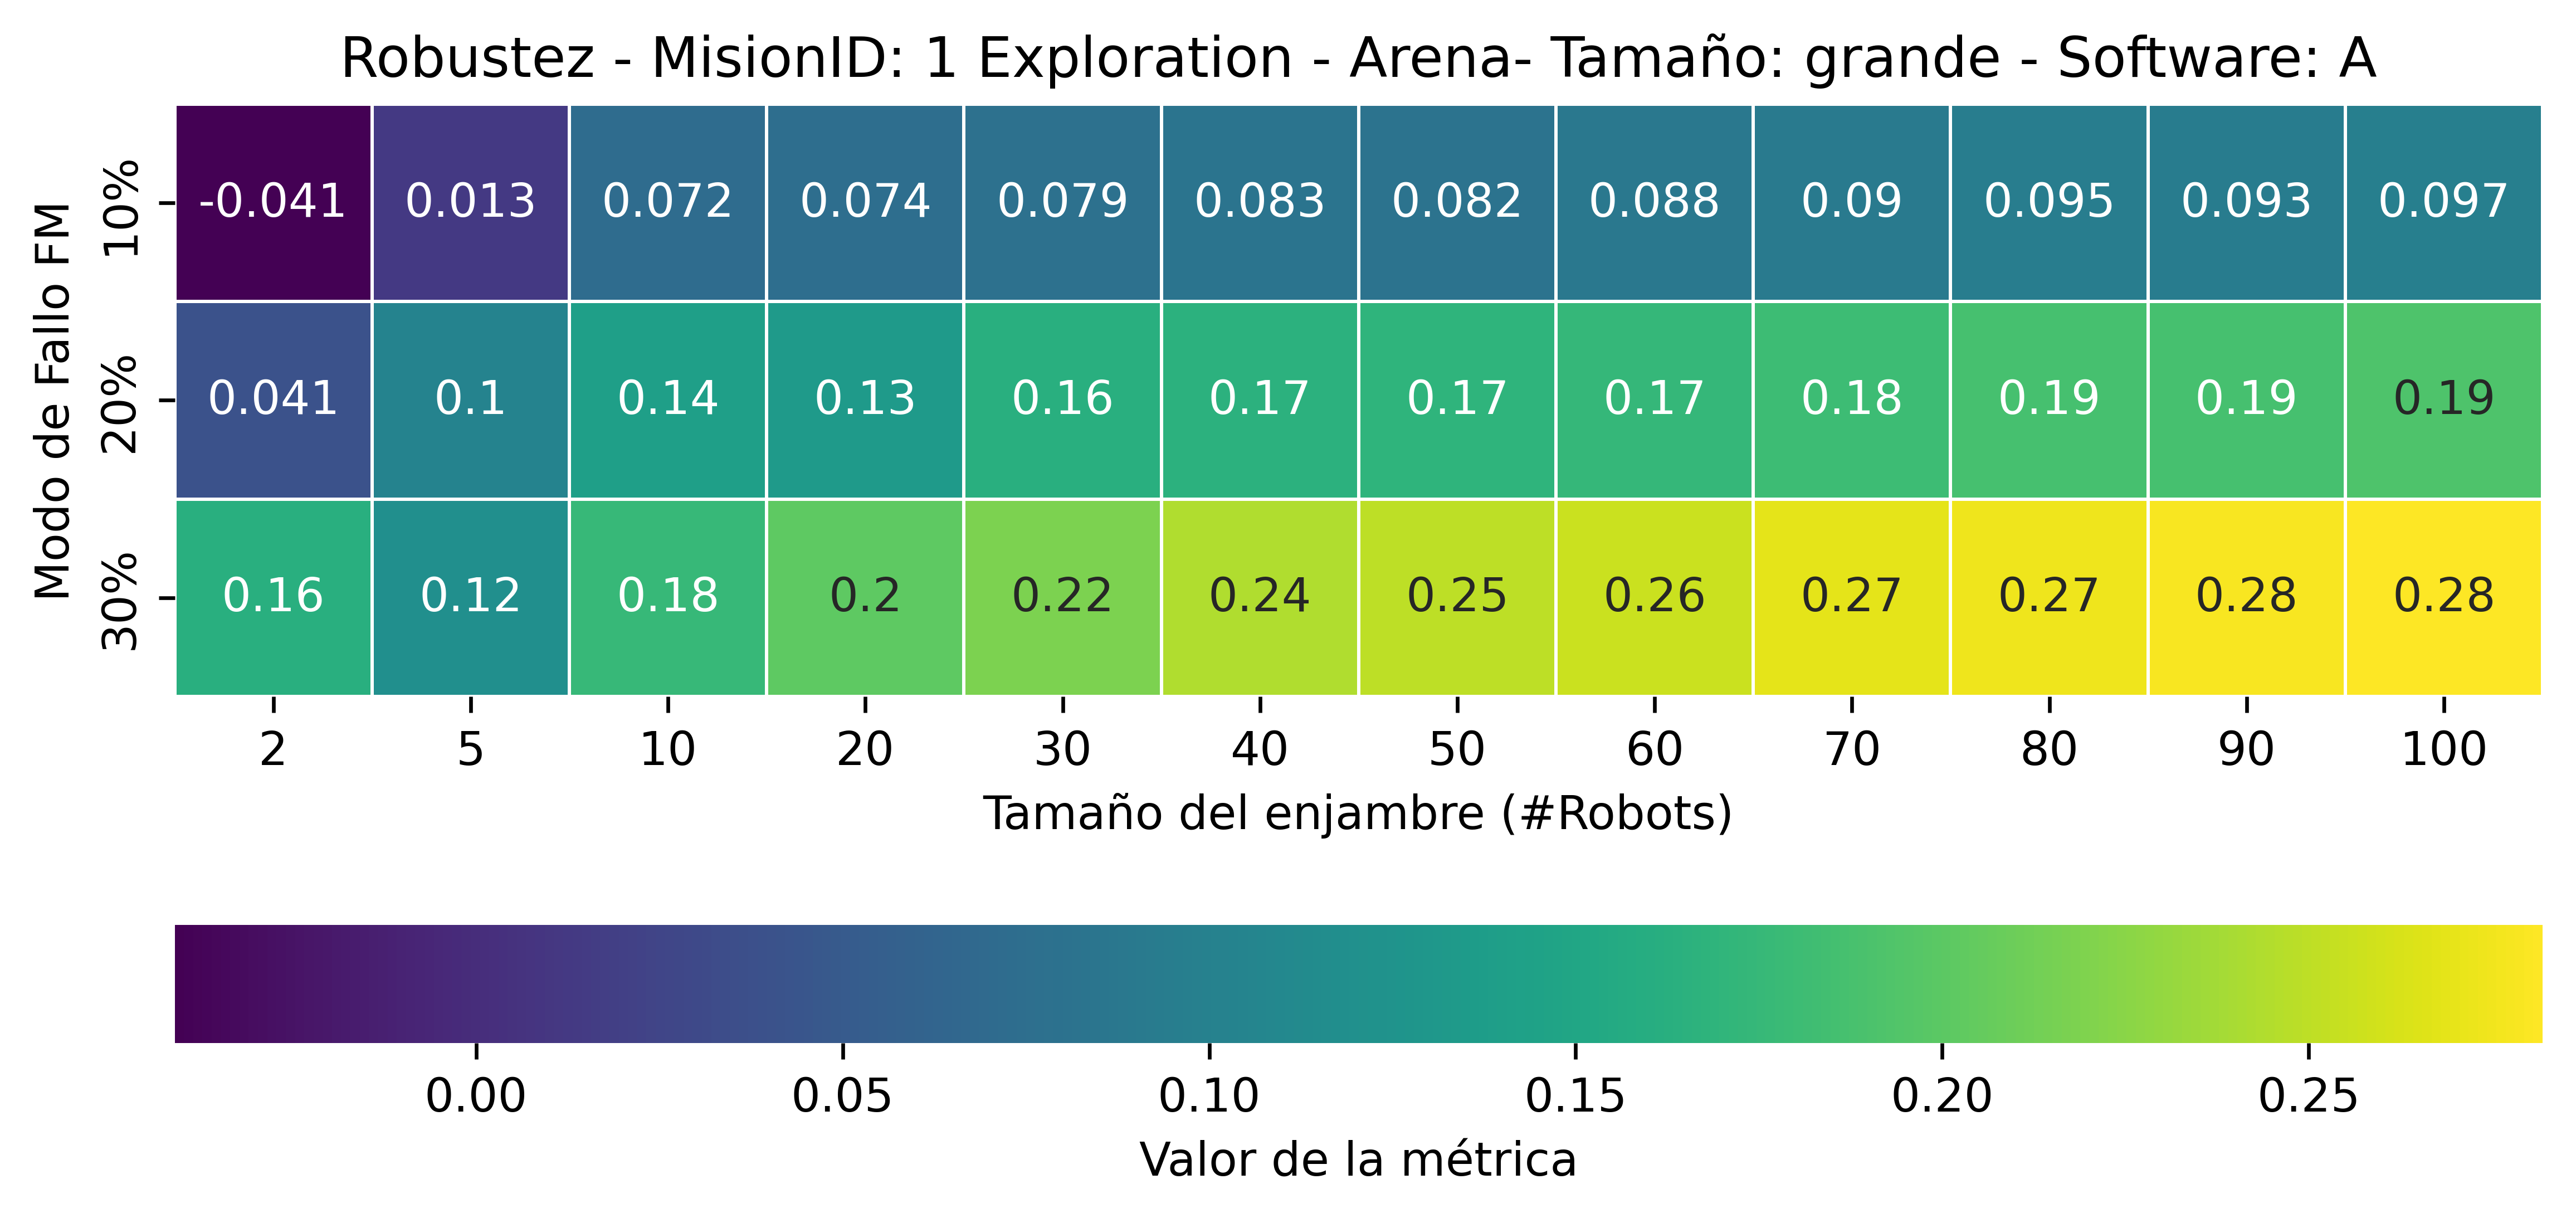 Robustez - MisionID: 1 Exploration - Arena- Tamaño: grande - Software: A
Modo de Fallo FM
10% -0.041 0.013 0.072 0.074 0.079 0.083 0.082 0.088 0.09 0.095 0.093 0.097
20% 0.041 0.1 0.14 0.13 0.16 0.17 0.17 0.17 0.18 0.19 0.19 0.19
30% 0.16 0.12 0.18 0.2 0.22 0.24 0.25 0.26 0.27 0.27 0.28 0.28
2 5 10 20 30 40 50 60 70 80 90 100
Tamaño del enjambre (#Robots)
0.00 0.05 0.10 0.15 0.20 0.25
Valor de la métrica